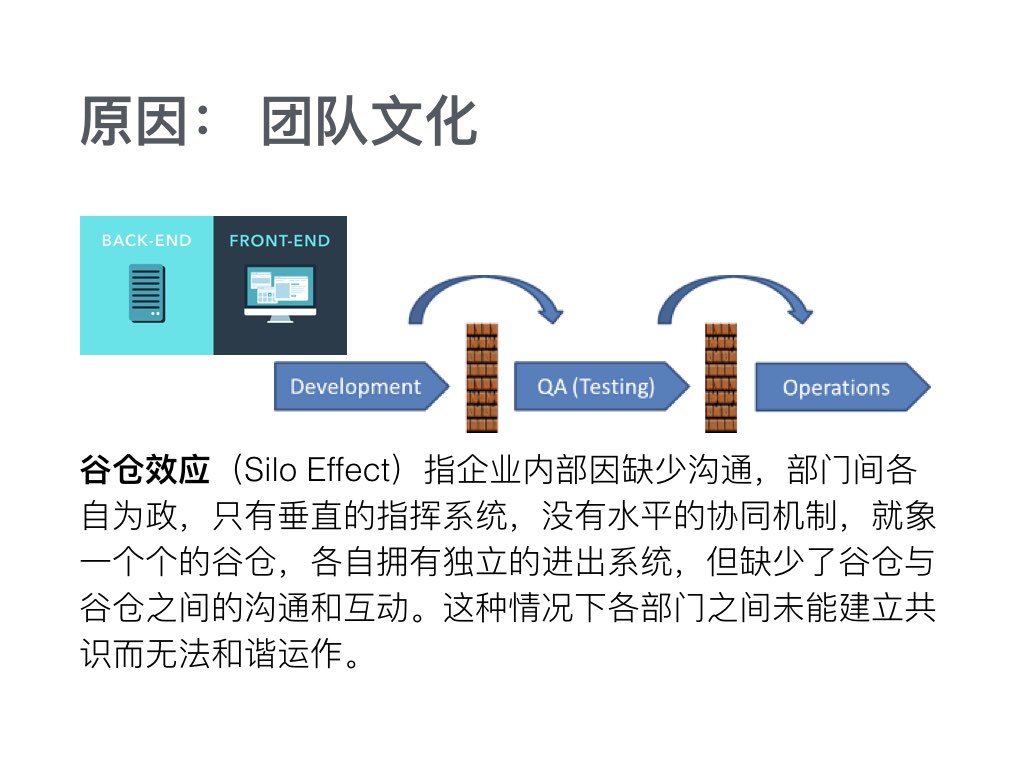 原因： 团队文化
BACK-END
FRONT-END
Development
QA (Testing)
Operations
谷仓效应（Silo Effect）指企业内部因缺少沟通，部门间各
自为政，只有垂直的指挥系统，没有水平的协同机制，就象
一个个的谷仓，各自拥有独立的进出系统，但缺少了谷仓与
谷仓之间的沟通和互动。这种情况下各部门之间未能建立共
识而无法和谐运作。